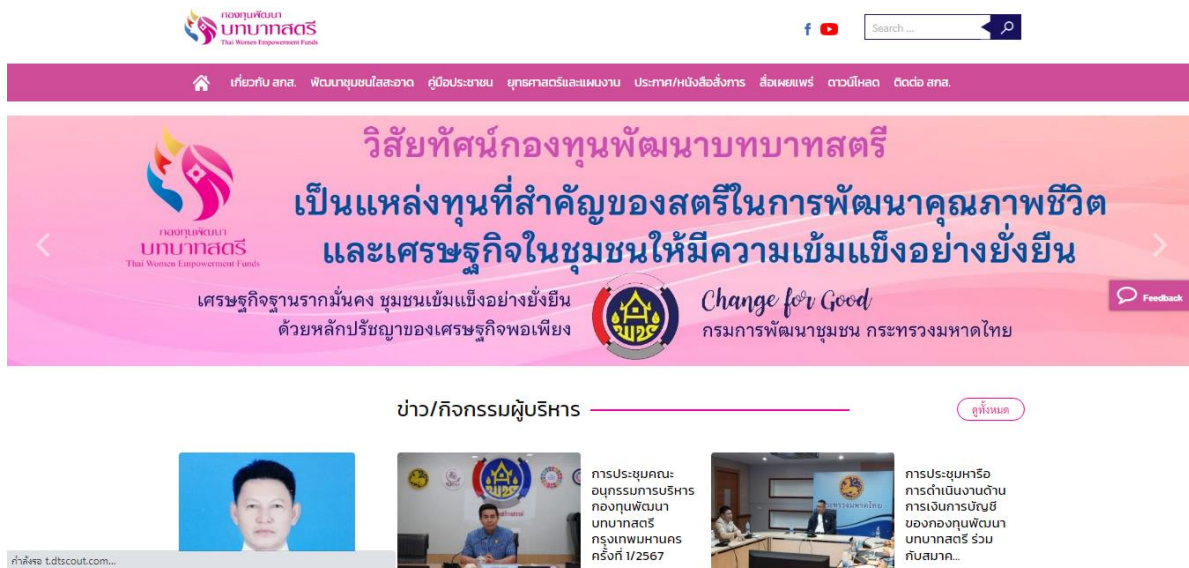 กองทุนพัฒนา
บทบาทสตรี
Thai Women Empowerment Funds
Search ...
เกี่ยวกับ สกส. พัฒนาชุมชนใสสะอาด คู่มือประชาชน ยุทธศาสตร์และแผนงาน ประกาศ/หนังสือสั่งการ สื่อเผยแพร่ ดาวน์โหลด ติดต่อ สกส.
วิสัยทัศน์กองทุนพัฒนาบทบาทสตรี
เป็นแหล่งทุนที่สำคัญของสตรีในการพัฒนาคุณภาพชีวิต
และเศรษฐกิจในชุมชนให้มีความเข้มแข็งอย่างยั่งยืน
กองทุนพัฒนา
บทบาทสตรี
Thai Women Empowerment Funds
เศรษฐกิจฐานรากมั่นคง ชุมชนเข้มแข็งอย่างยั่งยืน
ด้วยหลักปรัชญาของเศรษฐกิจพอเพียง
พช
Change for Good
กรมการพัฒนาชุมชน กระทรวงมหาดไทย
Feedback
ข่าว/กิจกรรมผู้บริหาร
ดูทั้งหมด
การประชุมคณะ
อนุกรรมการบริหาร
กองทุนพัฒนา
บทบาทสตรี
กรุงเทพมหานคร
ครั้งที่ 1/2567
กระทรวงมหาดไทย
การประชุมหารือ
การดำเนินงานด้าน
การเงินการบัญชี
ของกองทุนพัฒนา
บทบาทสตรี ร่วม
กับสมาค...
กำลังรอ t.dtscout.com...